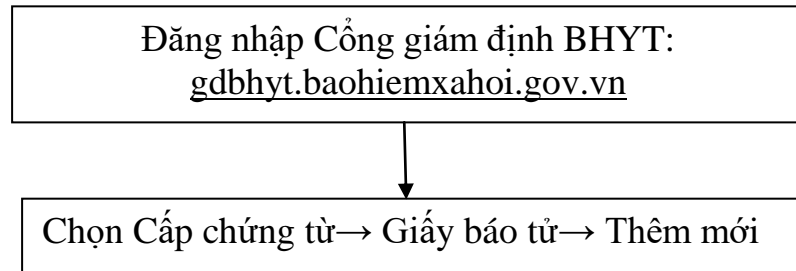 Đăng nhập Cổng giám định BHYT:
gdbhyt.baohiemxahoi.gov.vn
Chọn Cấp chứng từ→ Giấy báo tử→ Thêm mới